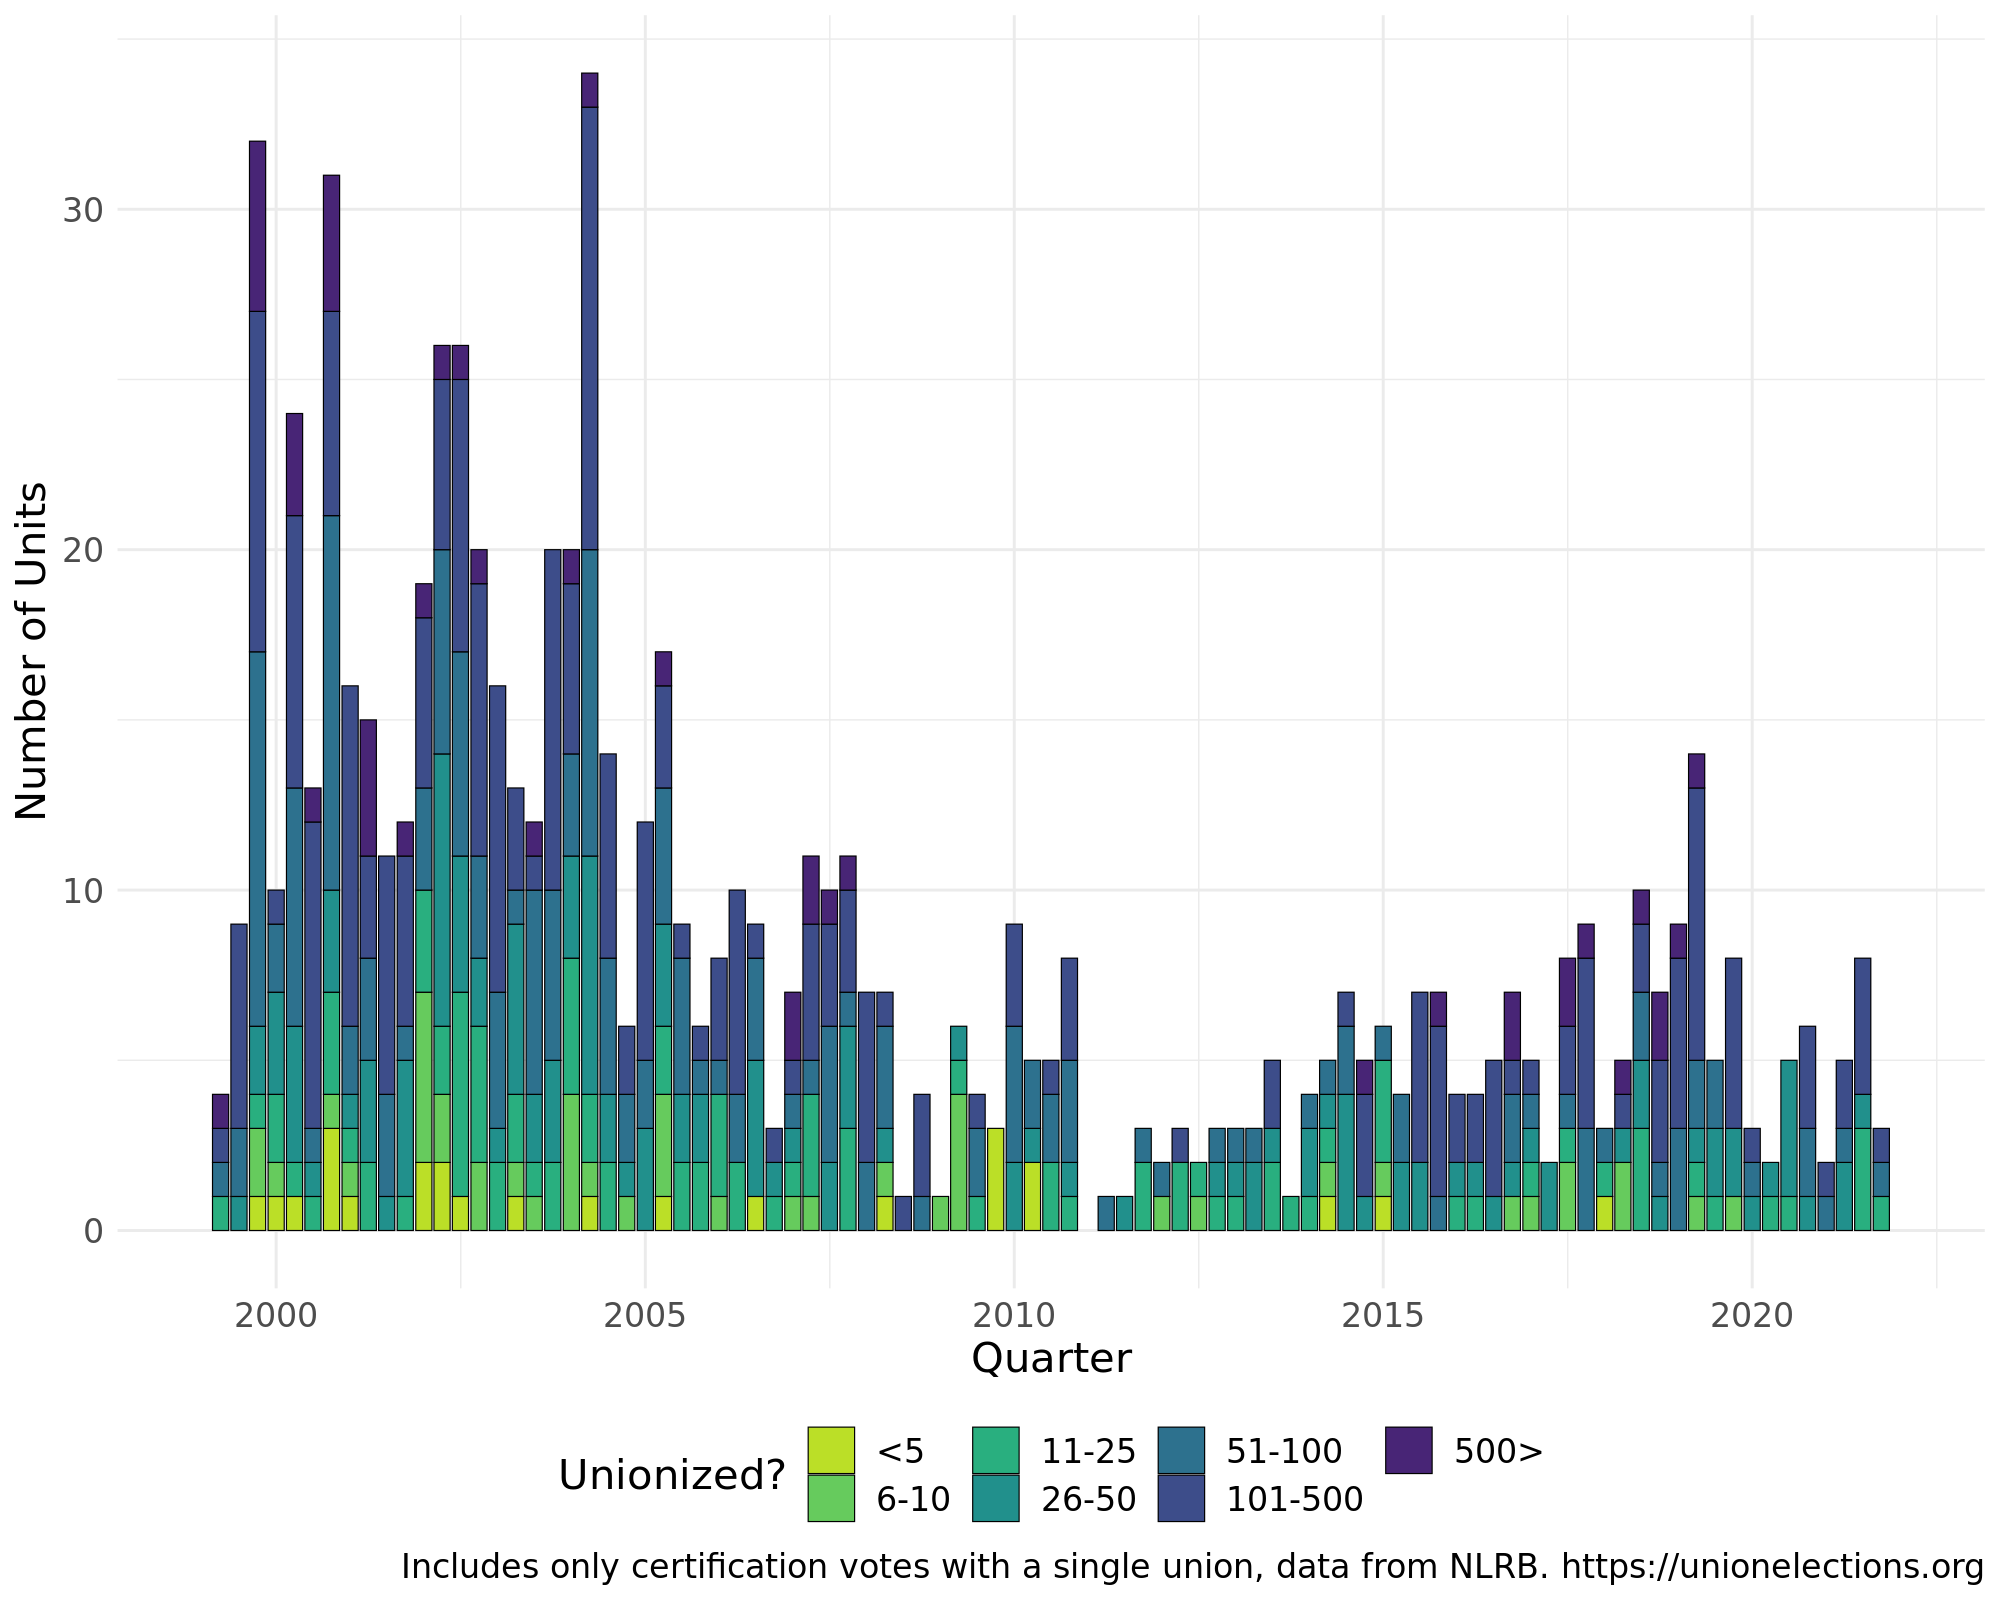 30
20
10
0
Number of Units
2000 2005 2010 2015 2020
Quarter
Unionized?
<5 11-25 51-100 500>
6-10 26-50 101-500
Includes only certification votes with a single union, data from NLRB. https://unionelections.org